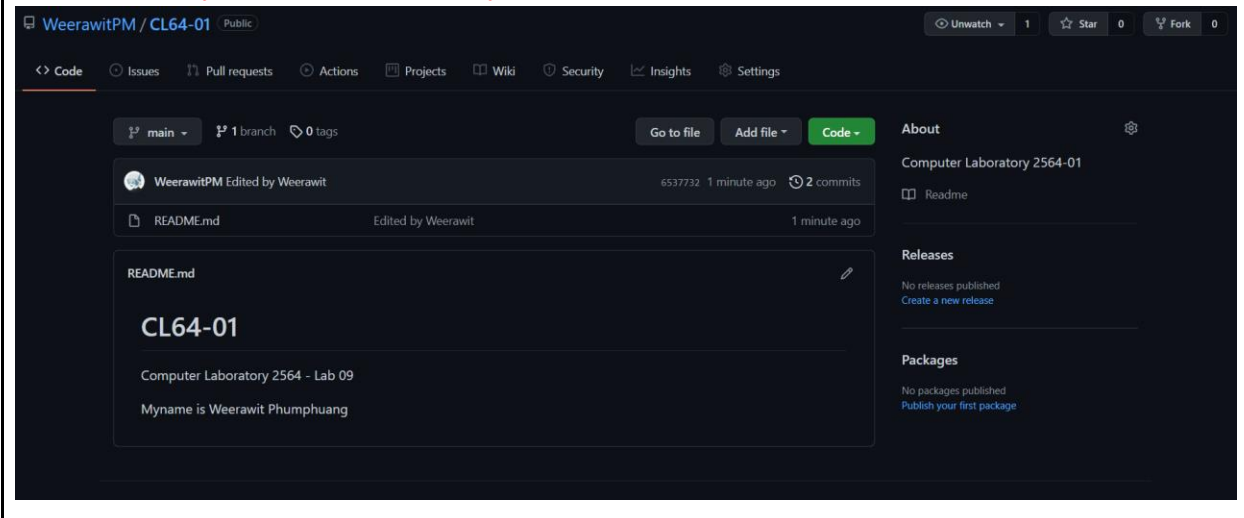 WeerawitPM / CL64-01 Public Unwatch 1 Star 0 Fork 0
<> Code Issues Pull requests Actions Projects Wiki Security Insights Settings
main 1 branch 0 tags Go to file Add file Code
WeerawitPM Edited by Weerawit 6537732 1 minute ago 2 commits
README.md Edited by Weerawit 1 minute ago
README.md
CL64-01
Computer Laboratory 2564 - Lab 09
Myname is Weerawit Phumphuang
About
Computer Laboratory 2564-01
Readme
Releases
No releases published
Create a new release
Packages
No packages published
Publish your first package